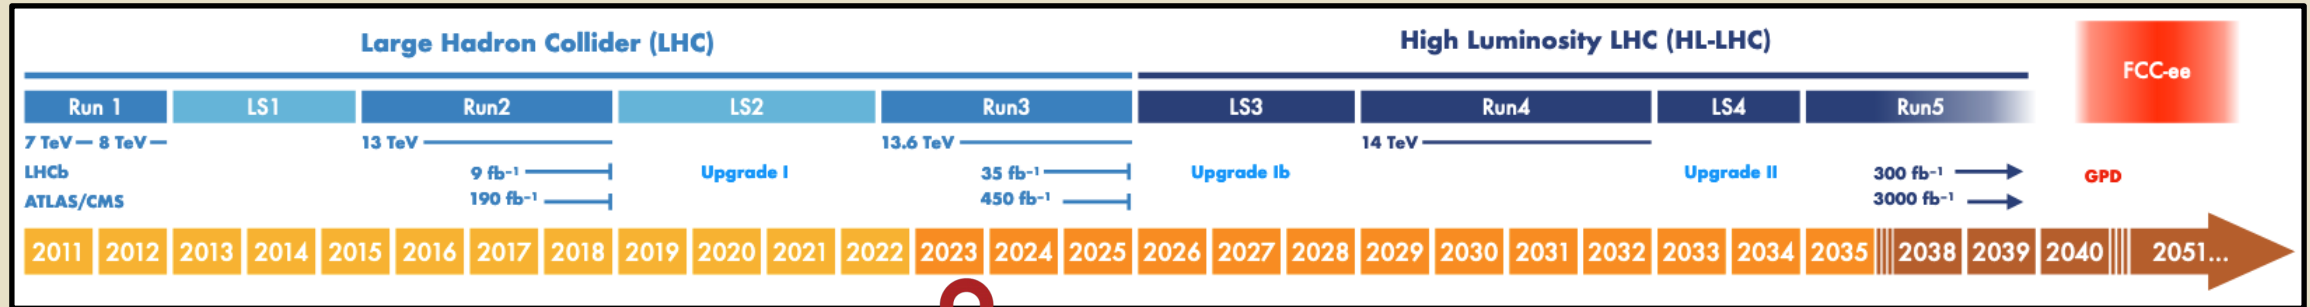 Large Hadron Collider (LHC) High Luminosity LHC (HL-LHC)
FCC-ee
Run 1 LS1 Run2 LS2 Run3 LS3 Run4 LS4 Run5
7 TeV 8 TeV 13 TeV 13.6 TeV 14 TeV
LHCb 9 fb⁻¹ Upgrade I 35 fb⁻¹ Upgrade Ib Upgrade II 300 fb⁻¹ GPD
ATLAS/CMS 190 fb⁻¹ 450 fb⁻¹ 3000 fb⁻¹
2011 2012 2013 2014 2015 2016 2017 2018 2019 2020 2021 2022 2023 2024 2025 2026 2027 2028 2029 2030 2031 2032 2033 2034 2035 2038 2039 2040 2051...